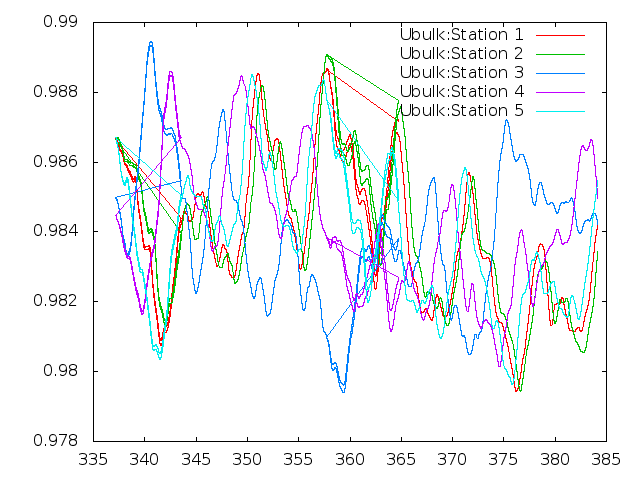 0.99
0.988
0.986
0.984
0.982
0.98
0.978
335 340 345 350 355 360 365 370 375 380 385
Ubulk:Station 1
Ubulk:Station 2
Ubulk:Station 3
Ubulk:Station 4
Ubulk:Station 5